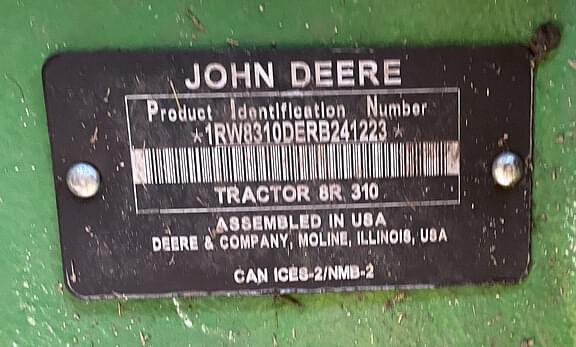 JOHN DEERE
Product Identification Number
*1RW8310DERB241223*
TRACTOR 8R 310
ASSEMBLED IN USA
DEERE & COMPANY, MOLINE, ILLINOIS, USA
CAN ICES-2/NMB-2